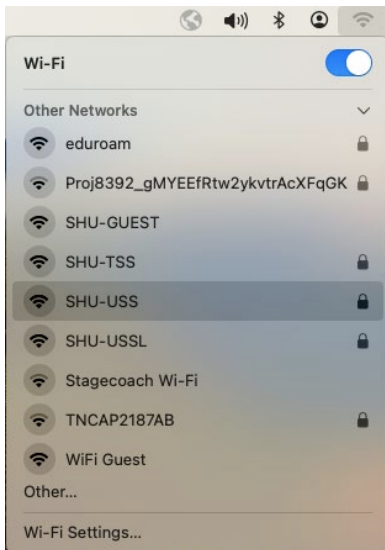 Wi-Fi
Other Networks
eduroam
Proj8392_gMYEEfRtw2ykvtrAcXFqGK
SHU-GUEST
SHU-TSS
SHU-USS
SHU-USSL
Stagecoach Wi-Fi
TNCAP2187AB
WiFi Guest
Other...
Wi-Fi Settings...